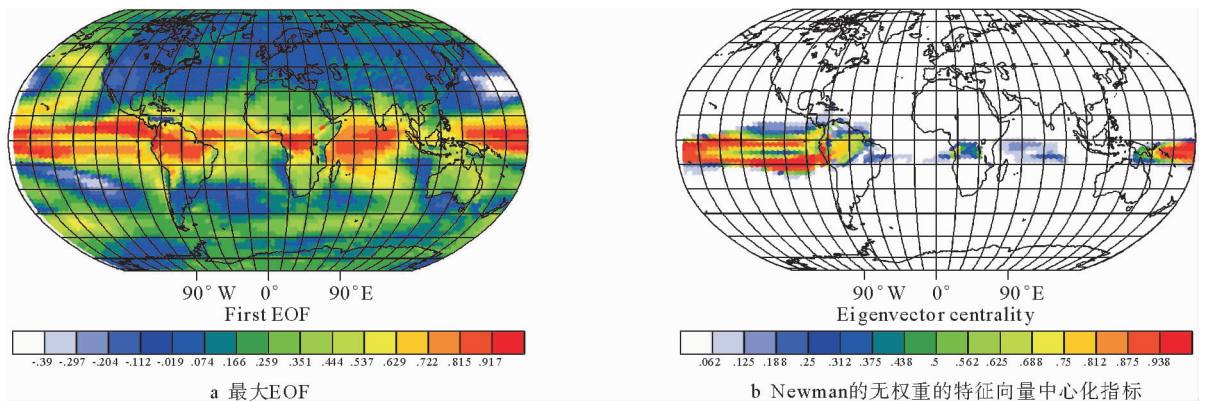 90° W 0° 90°E
First EOF
-.39 -.297 -.204 -.112 -.019 .074 .166 .259 .351 .444 .537 .629 .722 .815 .917
a 最大EOF
90° W 0° 90°E
Eigenvector centrality
.062 .125 .188 .25 .312 .375 .438 .5 .562 .625 .688 .75 .812 .875 .938
b Newman的无权重的特征向量中心化指标